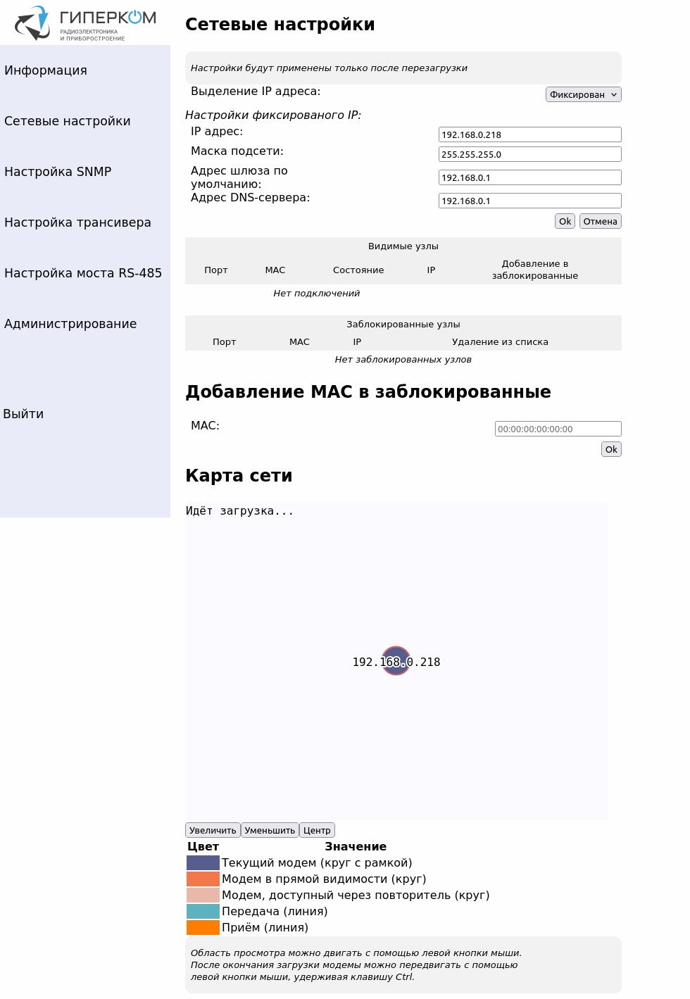 ГИПЕРКОМ
РАДИОЭЛЕКТРОНИКА
И ПРИБОРОСТРОЕНИЕ
Информация
Сетевые настройки
Настройка SNMP
Настройка трансивера
Настройка моста RS-485
Администрирование
Выйти
Сетевые настройки
Настройки будут применены только после перезагрузки
Выделение IP адреса: Фиксирован
Настройки фиксированого IP:
IP адрес: 192.168.0.218
Маска подсети: 255.255.255.0
Адрес шлюза по
умолчанию: 192.168.0.1
Адрес DNS-сервера: 192.168.0.1
Ok Отмена
Видимые узлы
Порт MAC Состояние IP Добавление в
заблокированные
Нет подключений
Заблокированные узлы
Порт MAC IP Удаление из списка
Нет заблокированных узлов
Добавление MAC в заблокированные
MAC: 00:00:00:00:00:00
Ok
Карта сети
Идёт загрузка...
192.168.0.218
Увеличить Уменьшить Центр
Цвет Значение
Текущий модем (круг с рамкой)
Модем в прямой видимости (круг)
Модем, доступный через повторитель (круг)
Передача (линия)
Приём (линия)
Область просмотра можно двигать с помощью левой кнопки мыши.
После окончания загрузки модемы можно передвигать с помощью
левой кнопки мыши, удерживая клавишу Ctrl.